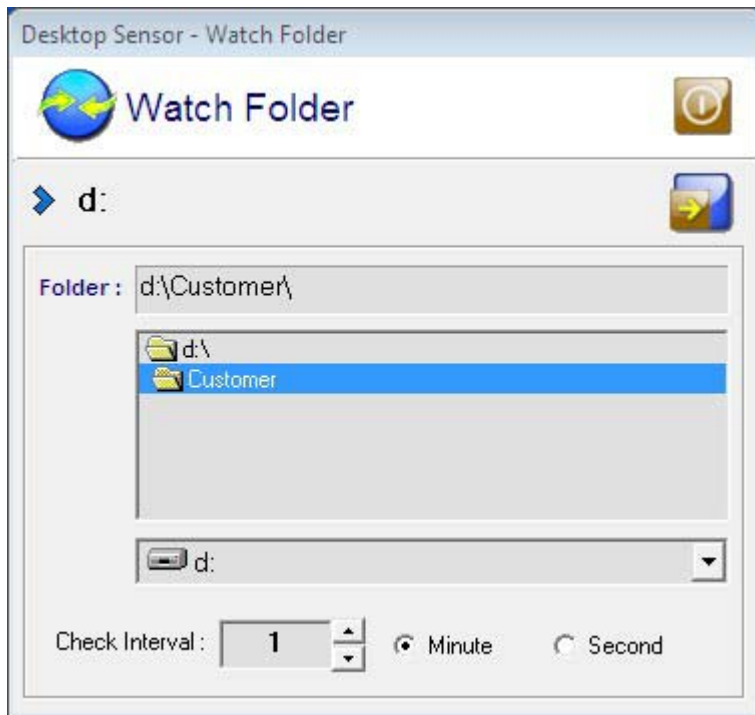 Desktop Sensor - Watch Folder
Watch Folder
d:
Folder : d:\Customer\
d:\
Customer
d:
Check Interval : 1 Minute Second